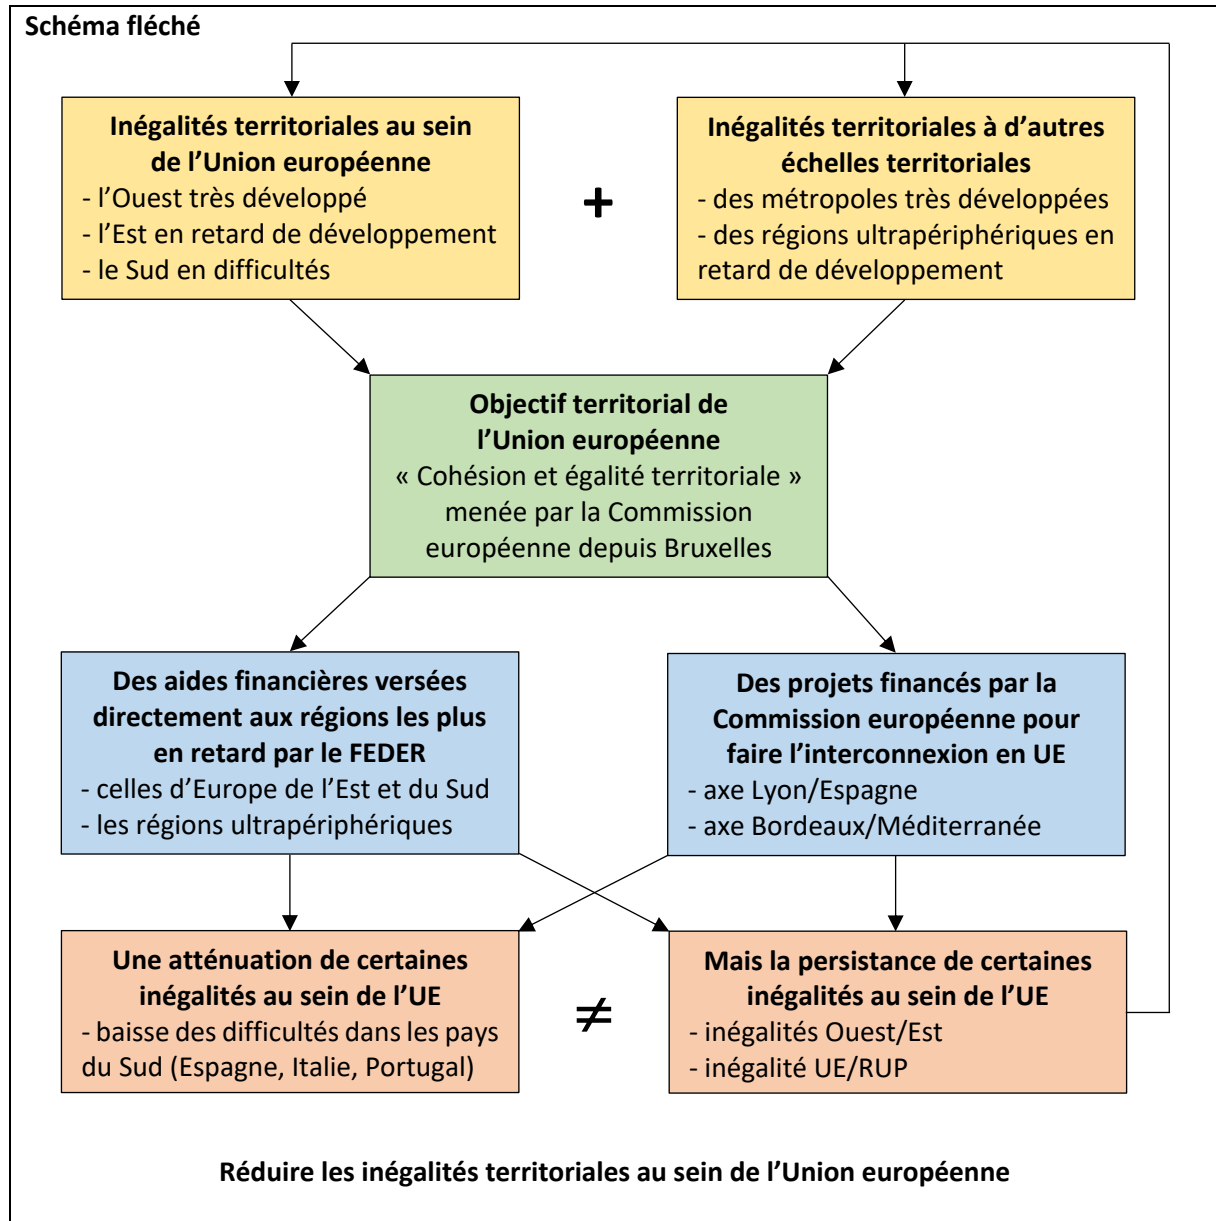 Schéma fléché
Inégalités territoriales au sein
de l’Union européenne
- l’Ouest très développé
- l’Est en retard de développement
- le Sud en difficultés
+
Inégalités territoriales à d’autres
échelles territoriales
- des métropoles très développées
- des régions ultrapériphériques en
retard de développement
Objectif territorial de
l’Union européenne
« Cohésion et égalité territoriale »
menée par la Commission
européenne depuis Bruxelles
Des aides financières versées
directement aux régions les plus
en retard par le FEDER
- celles d’Europe de l’Est et du Sud
- les régions ultrapériphériques
Des projets financés par la
Commission européenne pour
faire l’interconnexion en UE
- axe Lyon/Espagne
- axe Bordeaux/Méditerranée
Une atténuation de certaines
inégalités au sein de l’UE
- baisse des difficultés dans les pays
du Sud (Espagne, Italie, Portugal)
≠
Mais la persistance de certaines
inégalités au sein de l’UE
- inégalités Ouest/Est
- inégalité UE/RUP
Réduire les inégalités territoriales au sein de l’Union européenne